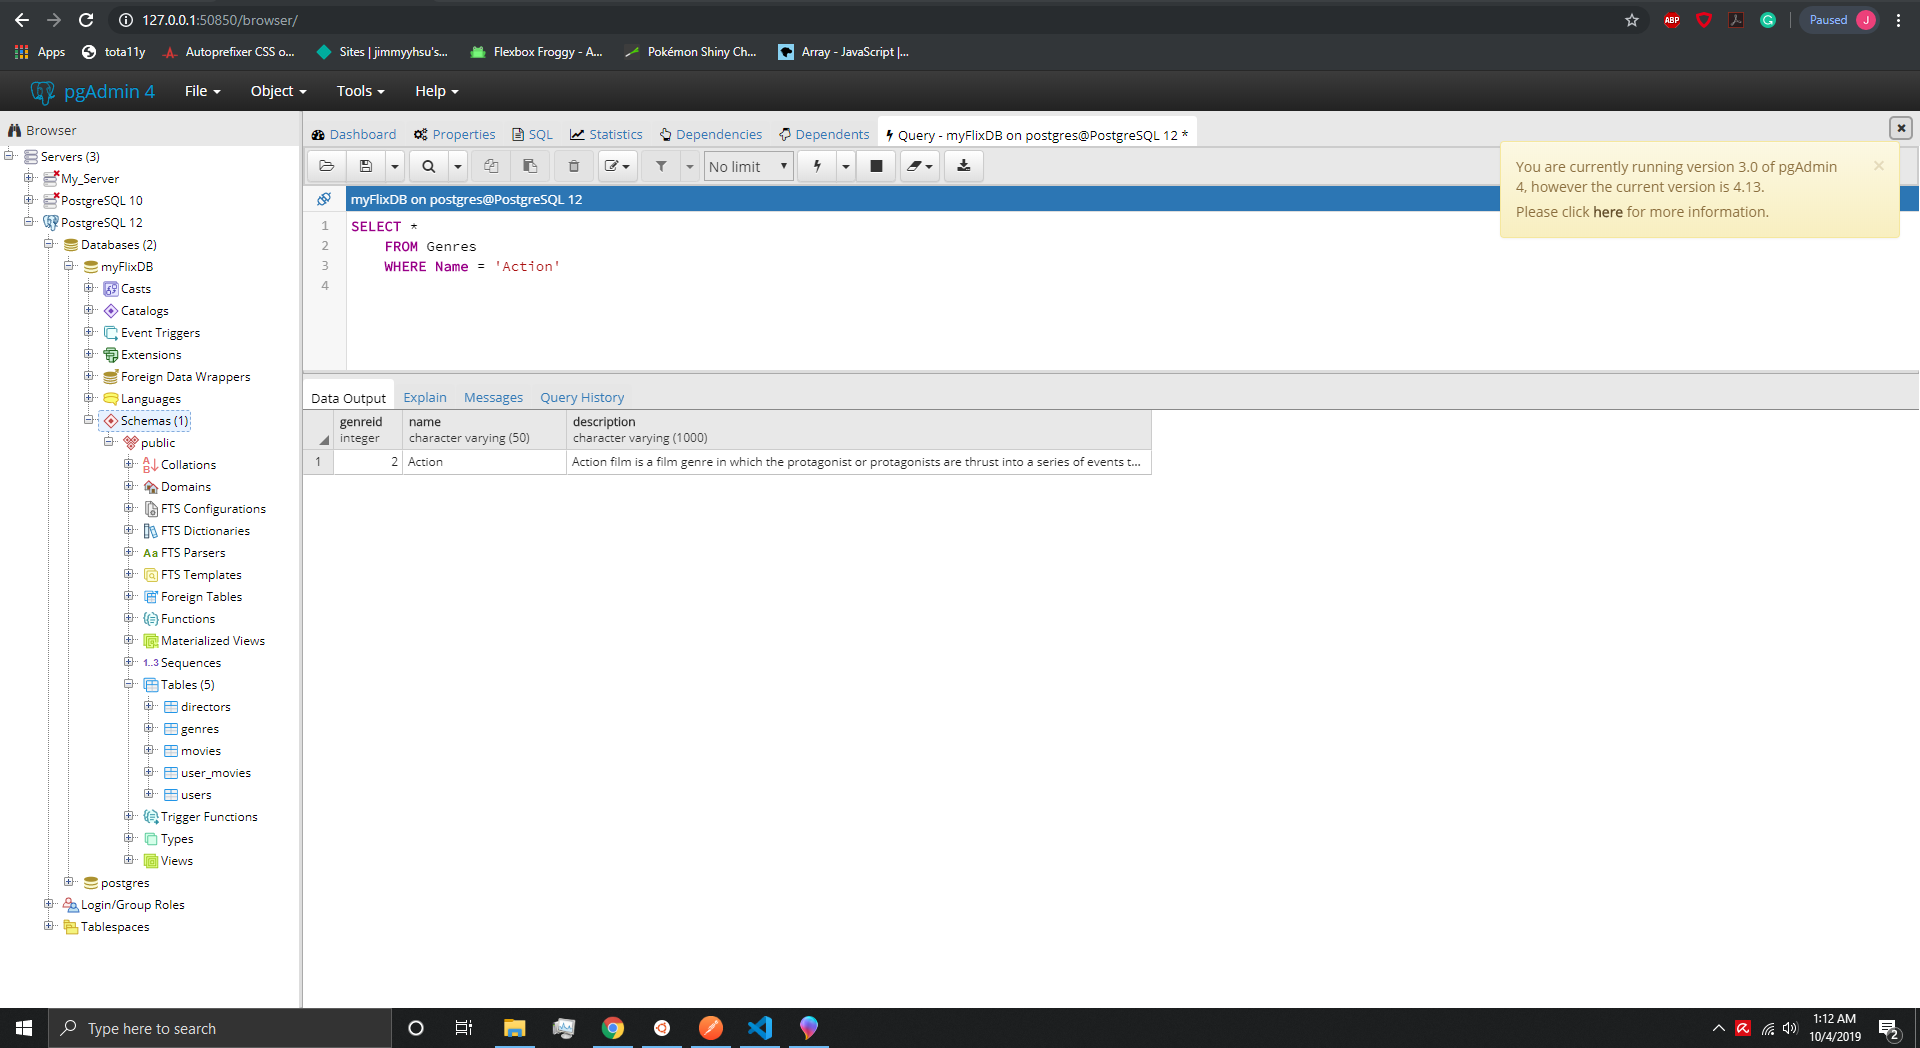 127.0.0.1:50850/browser/
ABP
Paused J
Apps tota11y Autoprefixer CSS o... Sites | jimmyyhsu's... Flexbox Froggy - A... Pokémon Shiny Ch... Array - JavaScript |...
pgAdmin 4 File Object Tools Help
Browser
Dashboard Properties SQL Statistics Dependencies Dependents Query - myFlixDB on postgres@PostgreSQL 12 *
No limit
You are currently running version 3.0 of pgAdmin
4, however the current version is 4.13.
Please click here for more information.
myFlixDB on postgres@PostgreSQL 12
1 SELECT *
2 FROM Genres
3 WHERE Name = 'Action'
4
Servers (3)
My_Server
PostgreSQL 10
PostgreSQL 12
Databases (2)
myFlixDB
Casts
Catalogs
Event Triggers
Extensions
Foreign Data Wrappers
Languages
Schemas (1)
public
Collations
Domains
FTS Configurations
FTS Dictionaries
Aa FTS Parsers
FTS Templates
Foreign Tables
Functions
Materialized Views
1..3 Sequences
Tables (5)
directors
genres
movies
user_movies
users
Trigger Functions
Types
Views
postgres
Login/Group Roles
Tablespaces
Data Output Explain Messages Query History
genreid name description
integer character varying (50) character varying (1000)
1 2 Action Action film is a film genre in which the protagonist or protagonists are thrust into a series of events t...
Type here to search
1:12 AM
10/4/2019
2